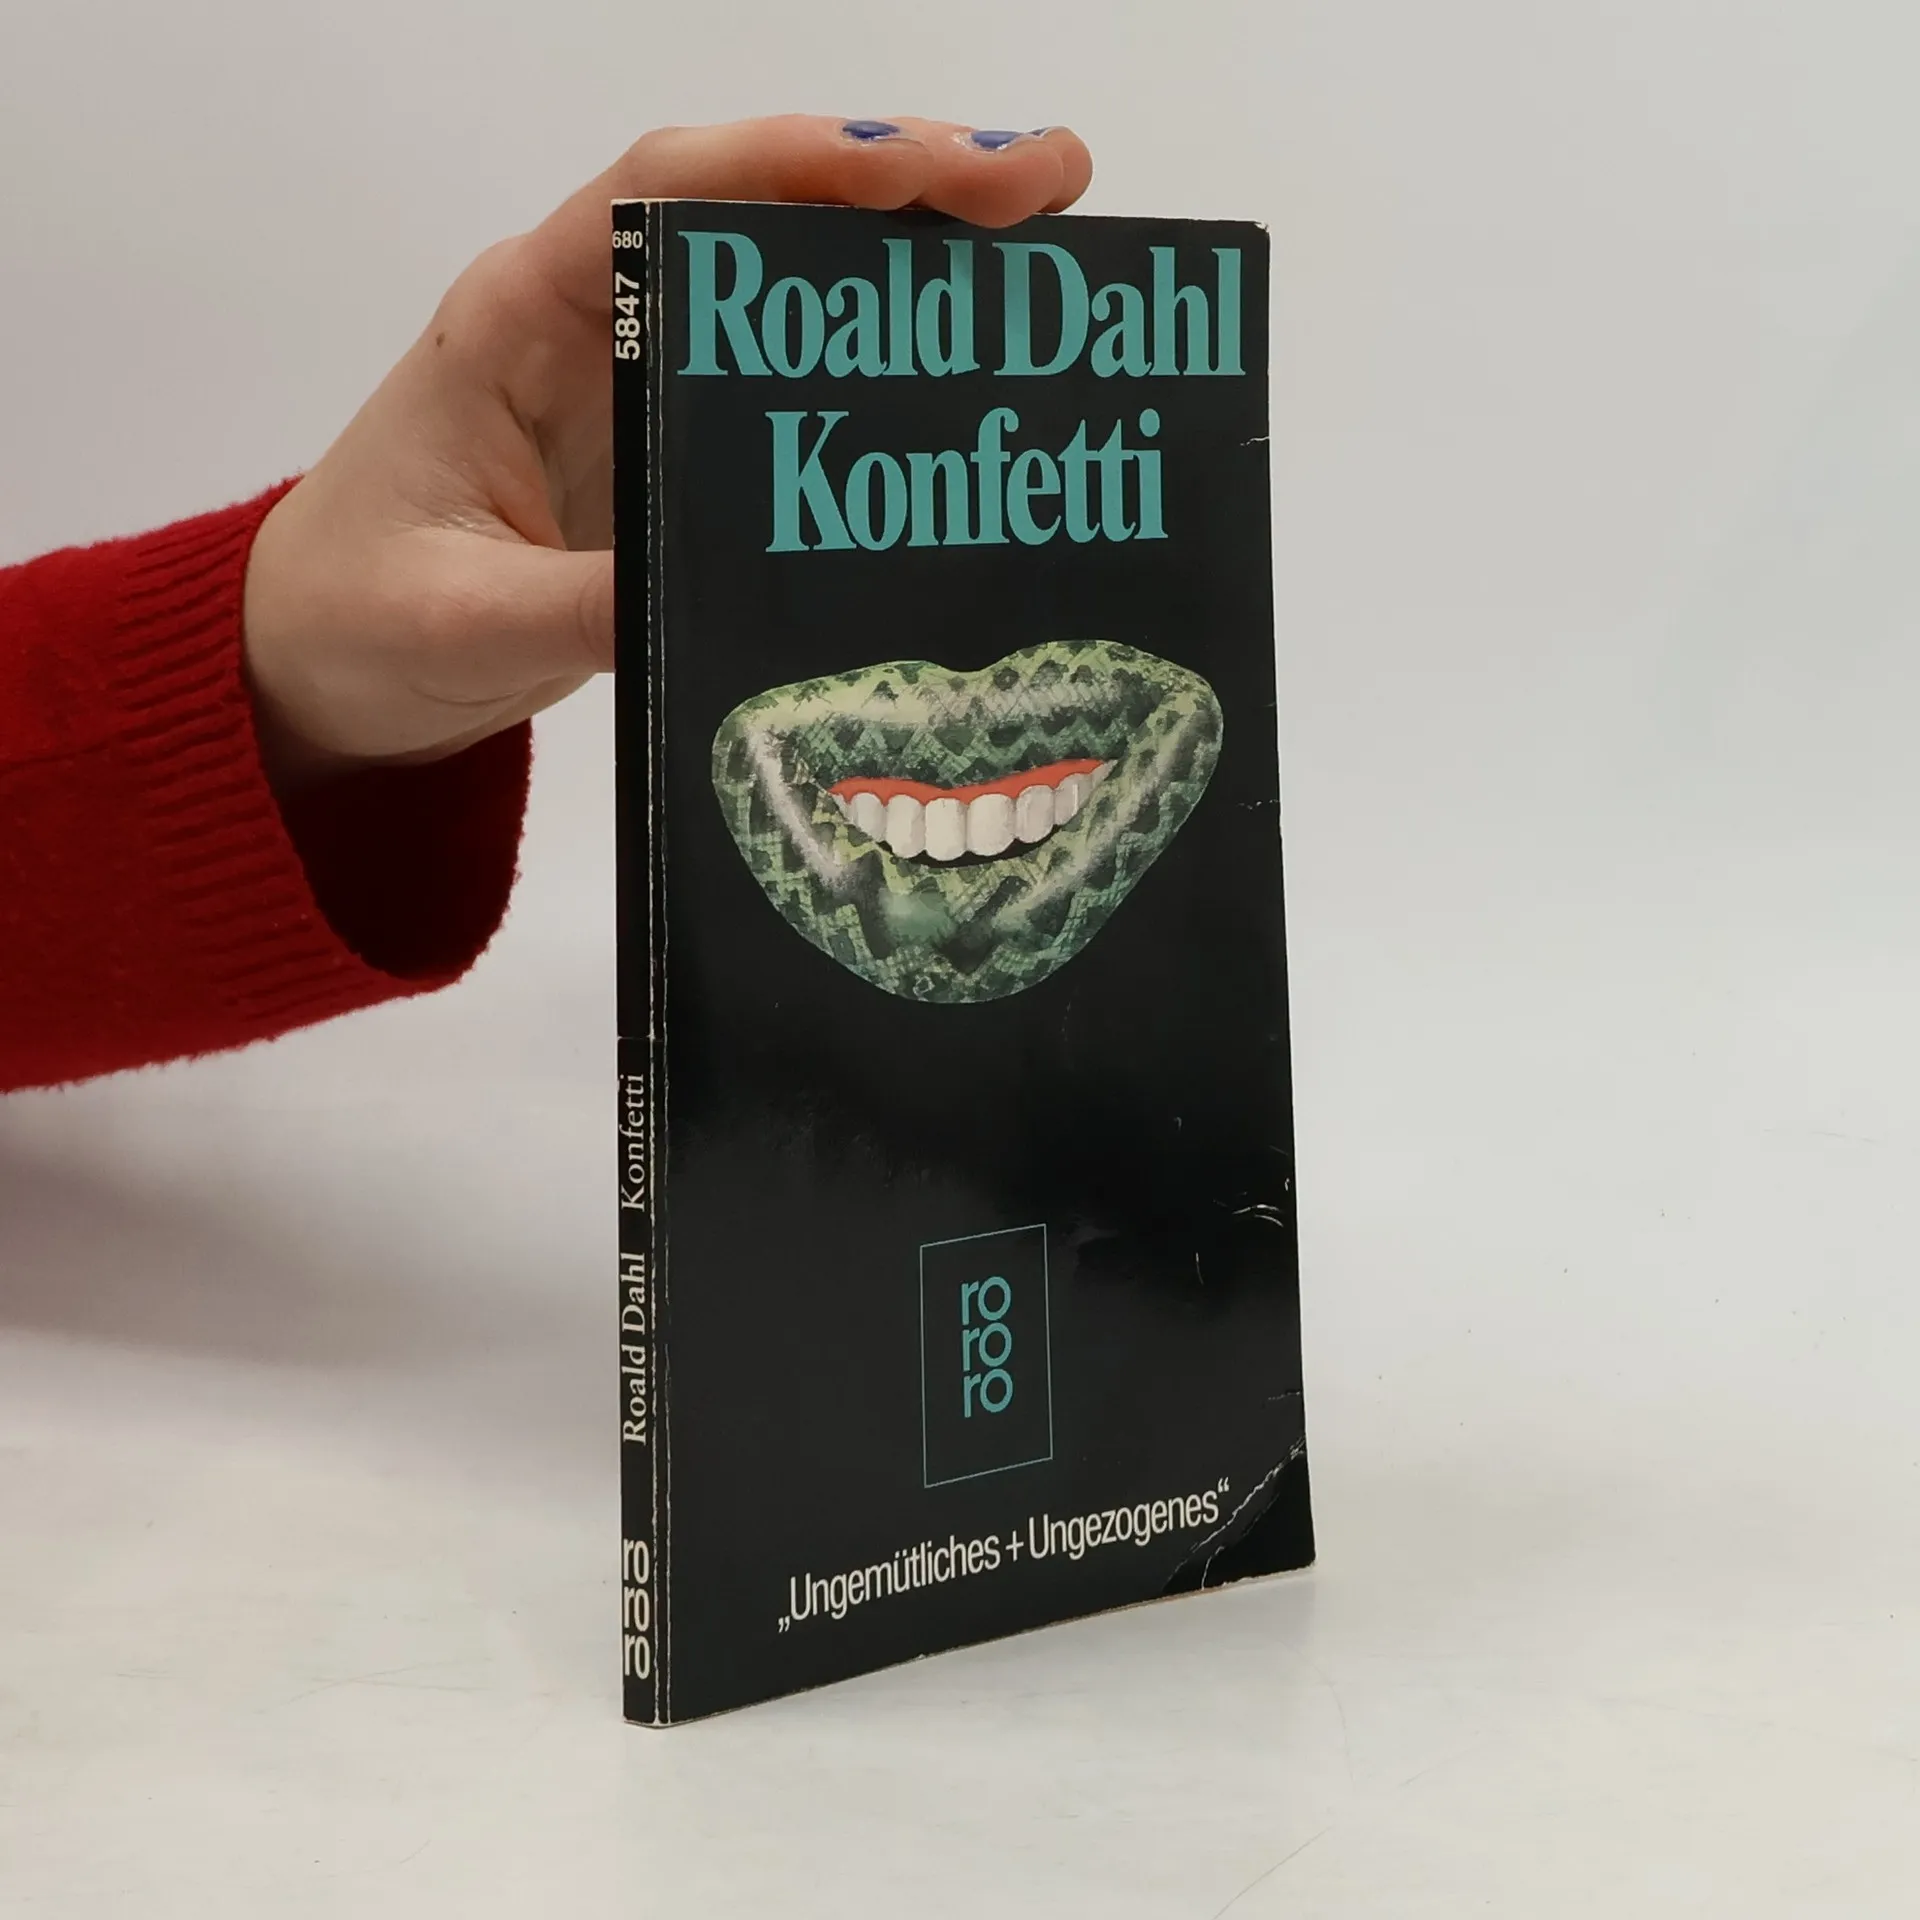 Roald Dahl
Konfetti
ro
ro
ro
„Ungemütliches + Ungezogenes“
680
5847
Roald Dahl Konfetti
ro
ro
ro